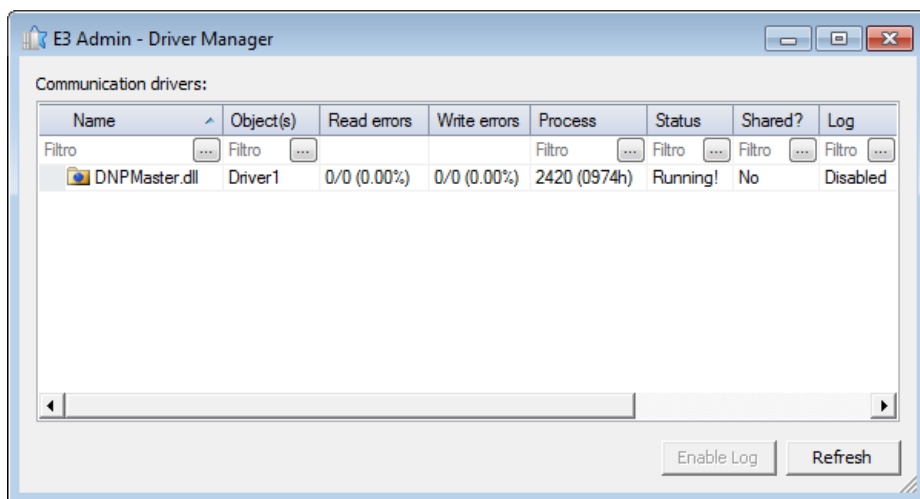 E3 Admin - Driver Manager
Communication drivers:
Name Object(s) Read errors Write errors Process Status Shared? Log
Filtro ... Filtro ... Filtro ... Filtro ... Filtro ... Filtro ...
DNPMaster.dll Driver1 0/0 (0.00%) 0/0 (0.00%) 2420 (0974h) Running! No Disabled
Enable Log Refresh